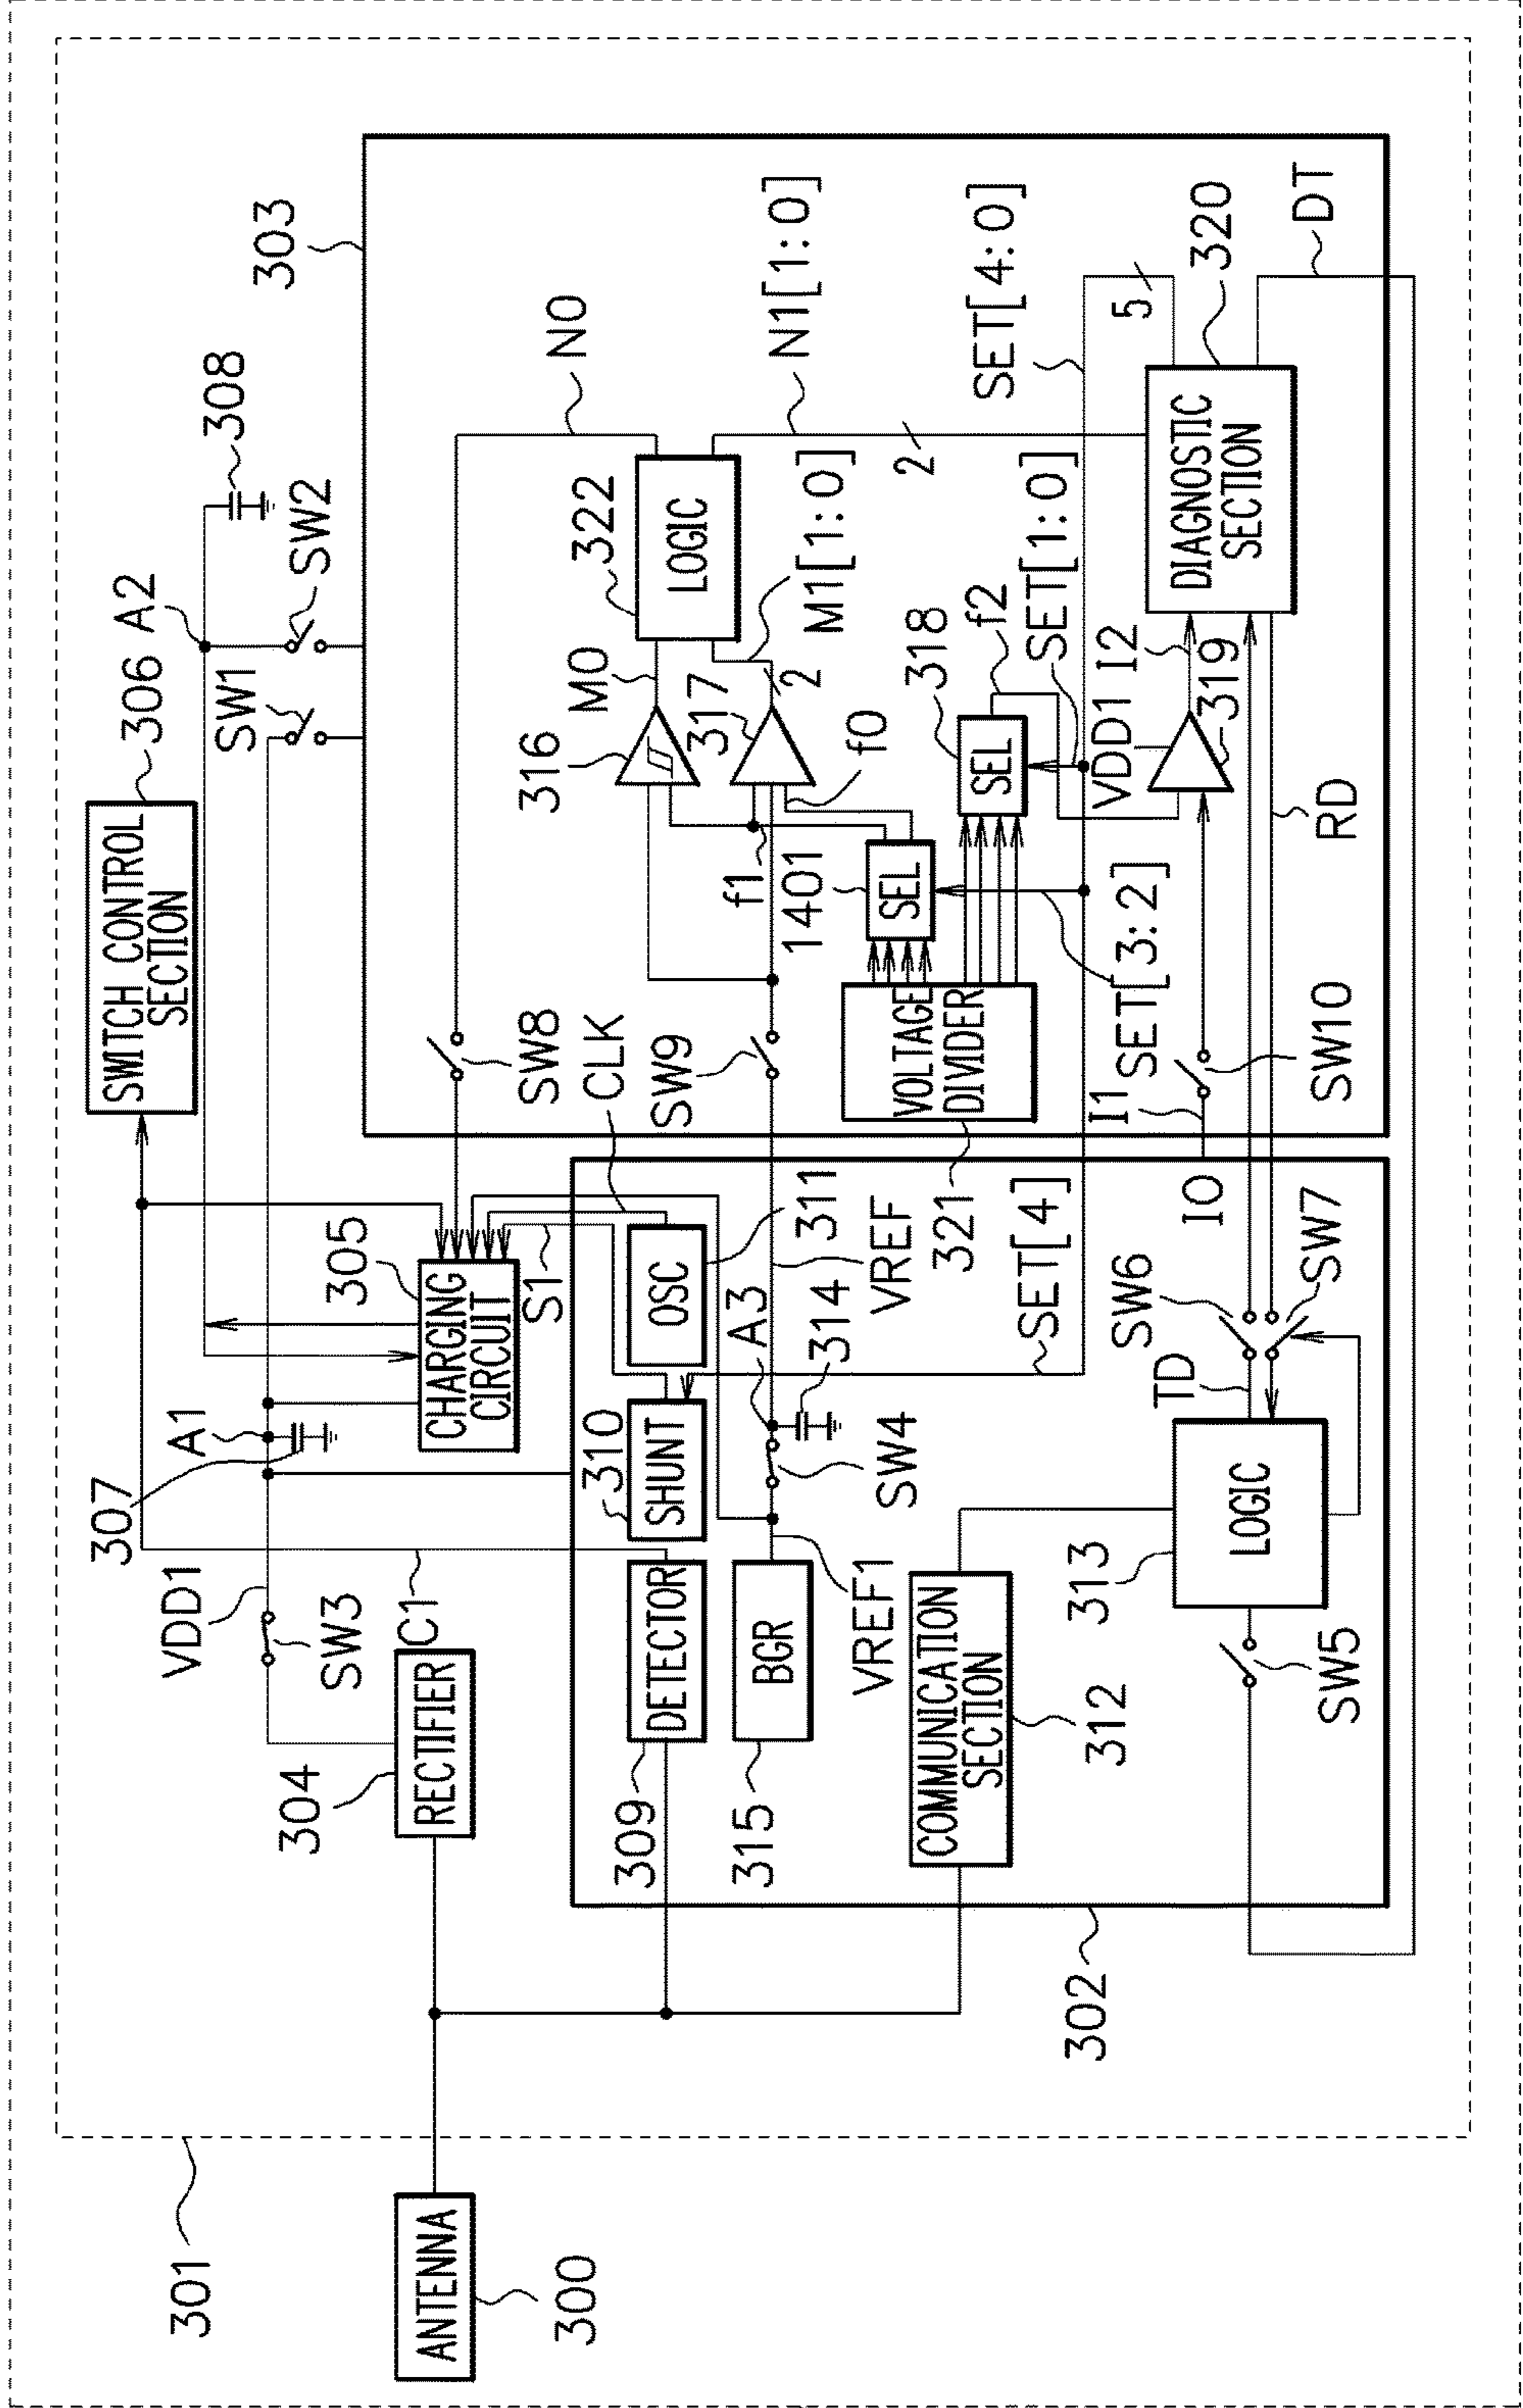 301
ANTENNA
300
304
RECTIFIER
VDD1
SW3
C1
307
A1
305
CHARGING
CIRCUIT
S1
306
SWITCH CONTROL
SECTION
A2
308
SW1
SW2
303
302
309
DETECTOR
310
SHUNT
OSC
311
CLK
315
BGR
VREF1
SW4
A3
314
VREF
COMMUNICATION
SECTION
312
313
LOGIC
SW5
TD
SW6
SW7
IO
SET[4]
321
VOLTAGE
DIVIDER
SW8
SW9
SW10
I1
SET[3:2]
1401
SEL
f1
f0
316
317
M0
M1[1:0]
2
322
LOGIC
N0
N1[1:0]
2
318
SEL
f2
SET[1:0]
SET[4:0]
5
VDD1
I2
319
RD
DIAGNOSTIC
SECTION
320
DT